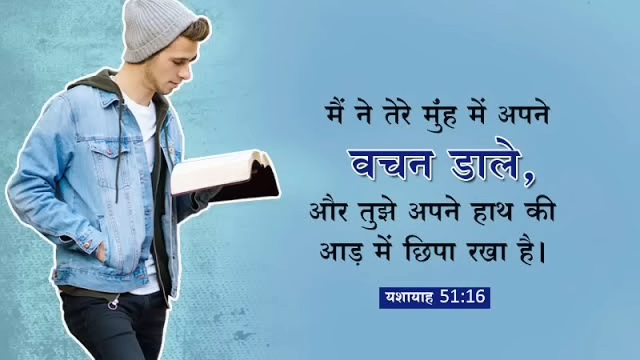 मैं ने तेरे मुंह में अपने
वचन डाले,
और तुझे अपने हाथ की
आड़ में छिपा रखा है।
यशायाह 51:16